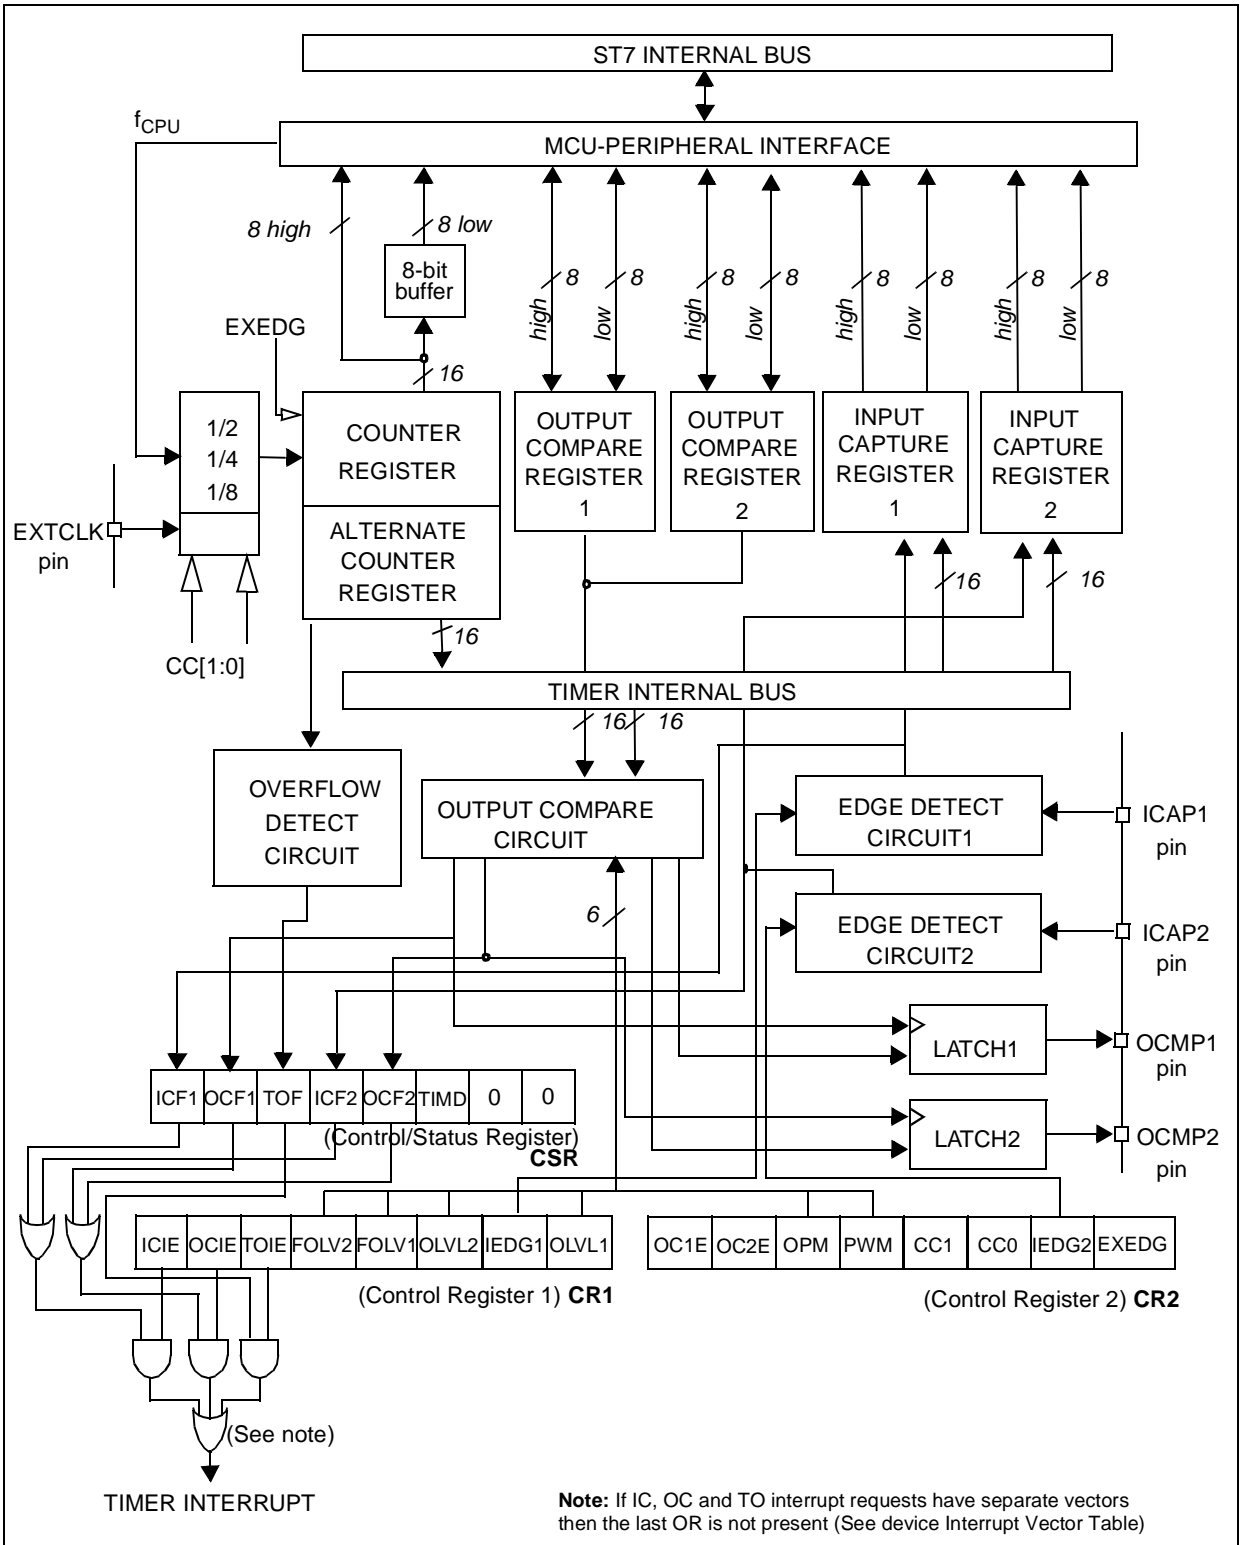 ST7 INTERNAL BUS
fCPU
MCU-PERIPHERAL INTERFACE
8 high
8 low
8-bit
buffer
8
8
8
8
8
8
8
8
high
low
high
low
high
low
high
low
EXEDG
16
1/2
1/4
1/8
COUNTER
REGISTER
OUTPUT
COMPARE
REGISTER
1
OUTPUT
COMPARE
REGISTER
2
INPUT
CAPTURE
REGISTER
1
INPUT
CAPTURE
REGISTER
2
EXTCLK
pin
ALTERNATE
COUNTER
REGISTER
16
16
CC[1:0]
16
TIMER INTERNAL BUS
16
16
OVERFLOW
DETECT
CIRCUIT
OUTPUT COMPARE
CIRCUIT
EDGE DETECT
CIRCUIT1
ICAP1
pin
6
EDGE DETECT
CIRCUIT2
ICAP2
pin
LATCH1
OCMP1
pin
LATCH2
OCMP2
pin
ICF1 OCF1 TOF ICF2 OCF2 TIMD 0 0
(Control/Status Register)
CSR
ICIE OCIE TOIE FOLV2 FOLV1 OLVL2 IEDG1 OLVL1
(Control Register 1) CR1
OC1E OC2E OPM PWM CC1 CC0 IEDG2 EXEDG
(Control Register 2) CR2
(See note)
TIMER INTERRUPT
Note: If IC, OC and TO interrupt requests have separate vectors
then the last OR is not present (See device Interrupt Vector Table)